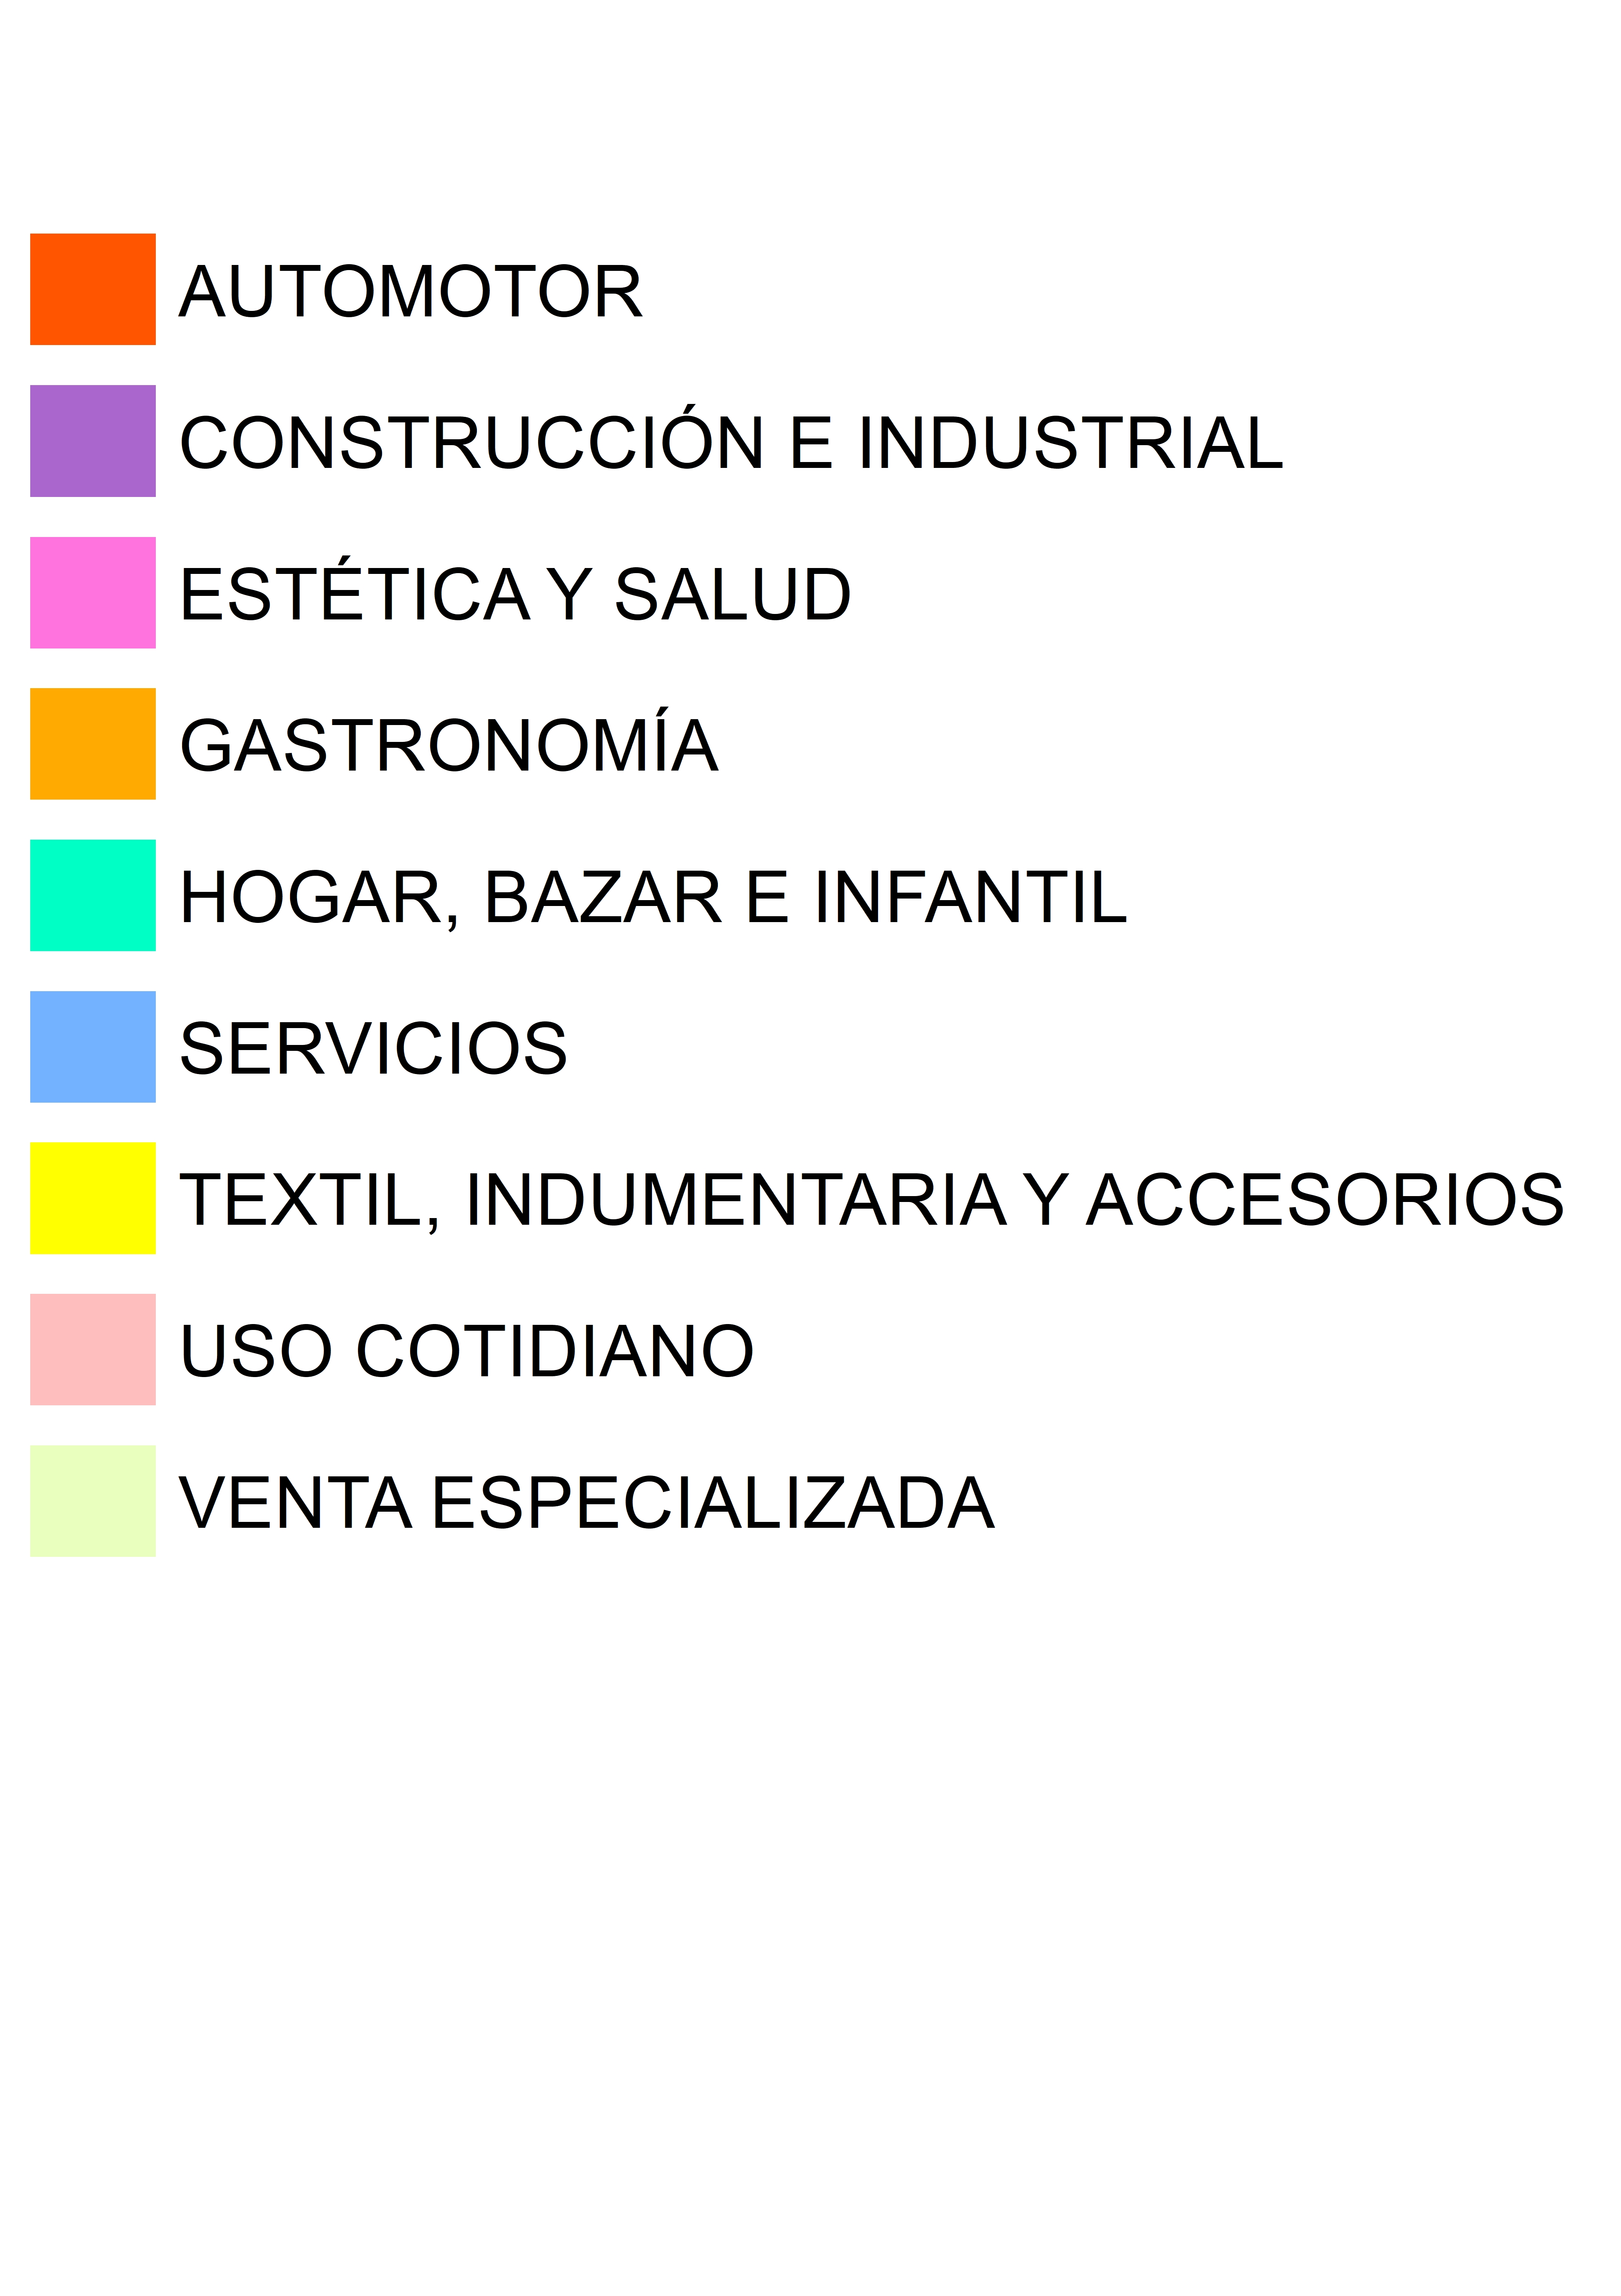 AUTOMOTOR
CONSTRUCCIÓN E INDUSTRIAL
ESTÉTICA Y SALUD
GASTRONOMÍA
HOGAR, BAZAR E INFANTIL
SERVICIOS
TEXTIL, INDUMENTARIA Y ACCESORIOS
USO COTIDIANO
VENTA ESPECIALIZADA